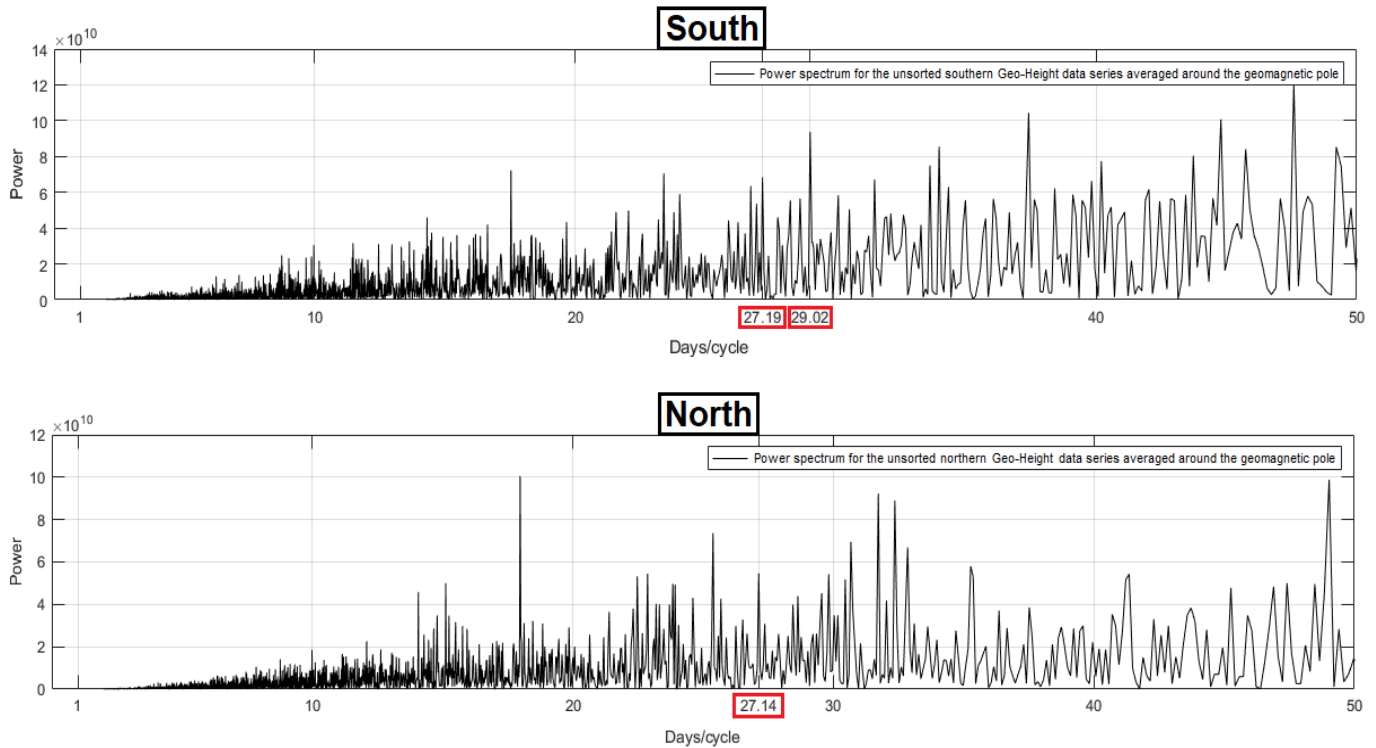 South
×10^10
Power spectrum for the unsorted southern Geo-Height data series averaged around the geomagnetic pole
14
12
10
8
6
4
2
0
Power
1 10 20 27.19 29.02 40 50
Days/cycle
North
×10^10
Power spectrum for the unsorted northern Geo-Height data series averaged around the geomagnetic pole
12
10
8
6
4
2
0
Power
1 10 20 27.14 30 40 50
Days/cycle